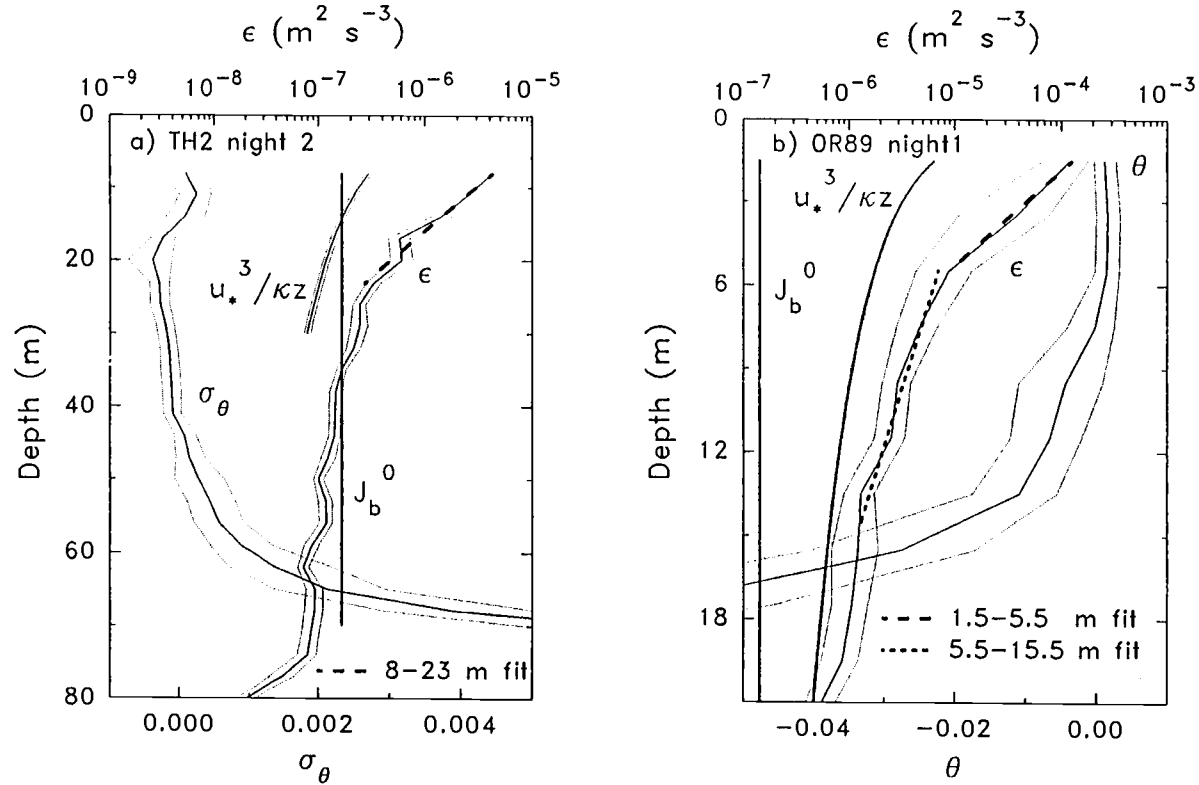 ϵ (m² s⁻³)
10⁻⁹ 10⁻⁸ 10⁻⁷ 10⁻⁶ 10⁻⁵
a) TH2 night 2
u*³/κz
ϵ
σθ
J_b⁰
8-23 m fit
0
20
40
60
80
Depth (m)
0.000 0.002 0.004
σθ
ϵ (m² s⁻³)
10⁻⁷ 10⁻⁶ 10⁻⁵ 10⁻⁴ 10⁻³
b) OR89 night1
θ
u*³/κz
ϵ
J_b⁰
1.5-5.5 m fit
5.5-15.5 m fit
0
6
12
18
Depth (m)
-0.04 -0.02 0.00
θ